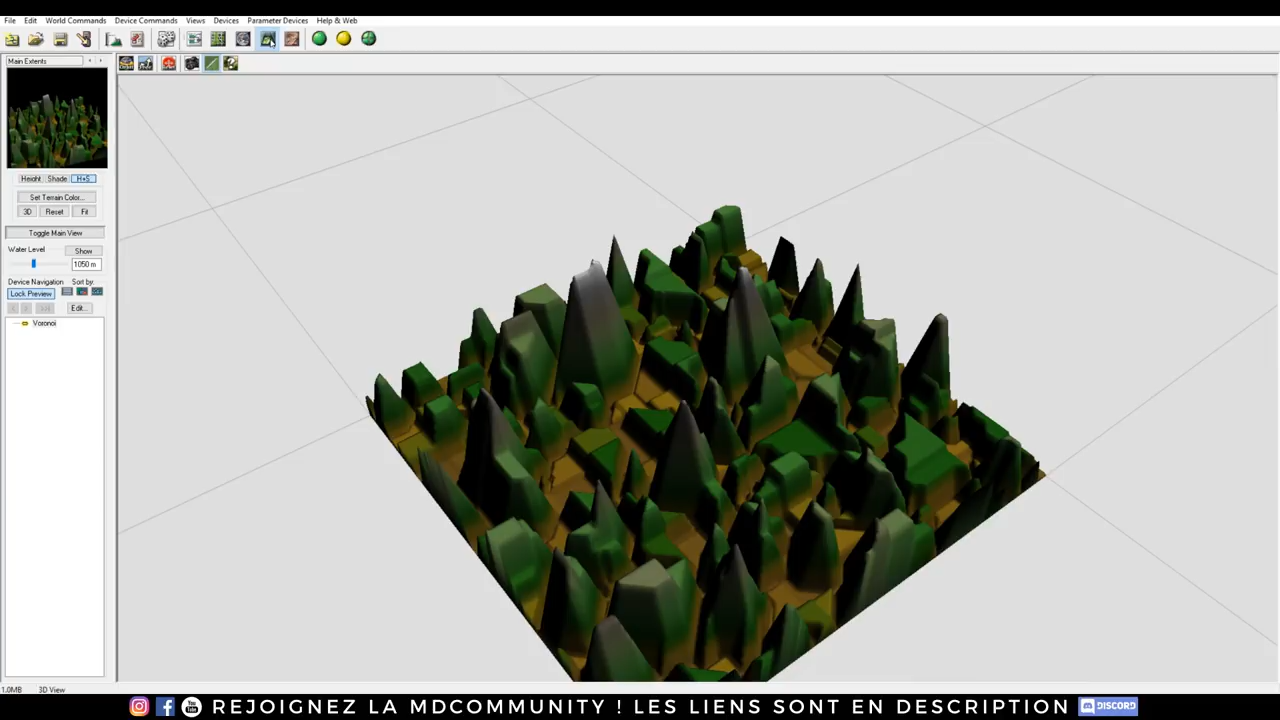 File Edit World Commands Device Commands Views Devices Parameter Devices Help & Web
Main Extents
Height Shade H+S
Set Terrain Color...
3D Reset Fit
Toggle Main View
Water Level Show
1050 m
Device Navigation Sort by:
Lock Preview
Edit...
Voronoi
1.0MB 3D View
REJOIGNEZ LA MDCOMMUNITY ! LES LIENS SONT EN DESCRIPTION DISCORD